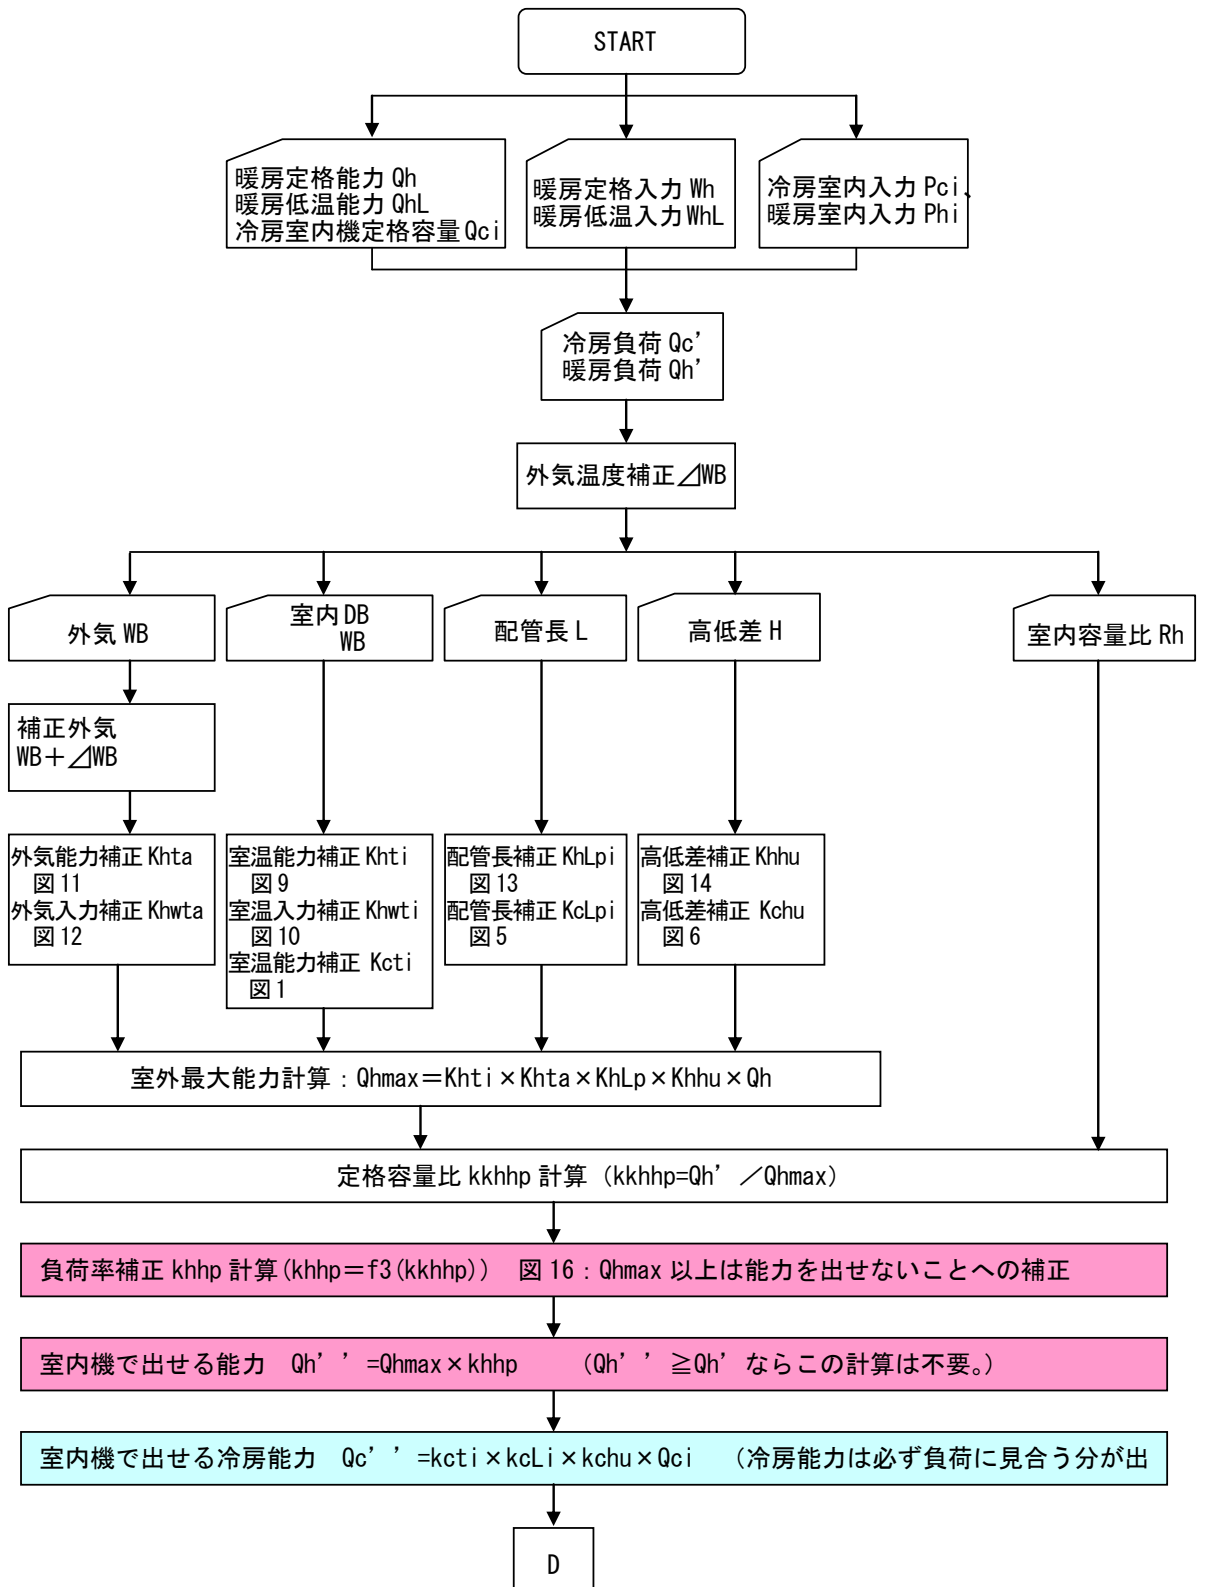 START
暖房定格能力 Qh
暖房低温能力 QhL
冷房室内機定格容量 Qci
暖房定格入力 Wh
暖房低温入力 WhL
冷房室内入力 Pci、
暖房室内入力 Phi
冷房負荷 Qc’
暖房負荷 Qh’
外気温度補正⊿WB
外気 WB
室内 DB
WB
配管長 L
高低差 H
室内容量比 Rh
補正外気
WB＋⊿WB
外気能力補正 Khta
図 11
外気入力補正 Khwta
図 12
室温能力補正 Khti
図 9
室温入力補正 Khwti
図 10
室温能力補正 Kcti
図 1
配管長補正 KhLpi
図 13
配管長補正 KcLpi
図 5
高低差補正 Khhu
図 14
高低差補正 Kchu
図 6
室外最大能力計算：Qhmax＝Khti×Khta×KhLp×Khhu×Qh
定格容量比 kkhhp 計算 (kkhhp=Qh’ ／Qhmax)
負荷率補正 khhp 計算(khhp＝f3(kkhhp)) 図 16：Qhmax 以上は能力を出せないことへの補正
室内機で出せる能力 Qh’’=Qhmax×khhp （Qh’’≧Qh’ ならこの計算は不要。）
室内機で出せる冷房能力 Qc’’=kcti×kcLi×kchu×Qci （冷房能力は必ず負荷に見合う分が出
D